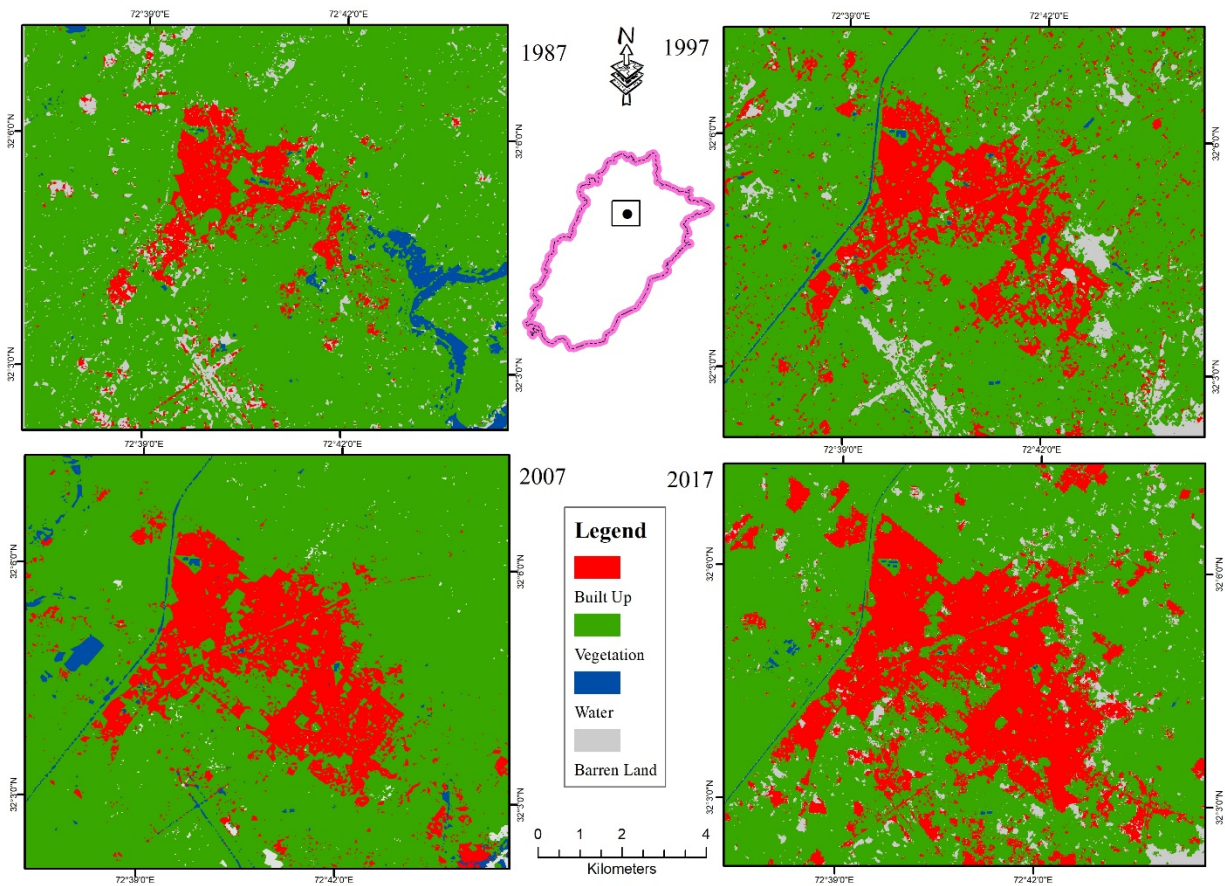 72°39'0"E 72°42'0"E
1987
N
1997
72°39'0"E 72°42'0"E
32°6'0"N
32°6'0"N
32°6'0"N
32°6'0"N
32°3'0"N
32°3'0"N
32°3'0"N
32°3'0"N
72°39'0"E 72°42'0"E
72°39'0"E 72°42'0"E
2007
2017
Legend
Built Up
Vegetation
Water
Barren Land
32°6'0"N
32°6'0"N
32°6'0"N
32°6'0"N
32°3'0"N
32°3'0"N
32°3'0"N
32°3'0"N
0 1 2 4
Kilometers
72°39'0"E 72°42'0"E
72°39'0"E 72°42'0"E